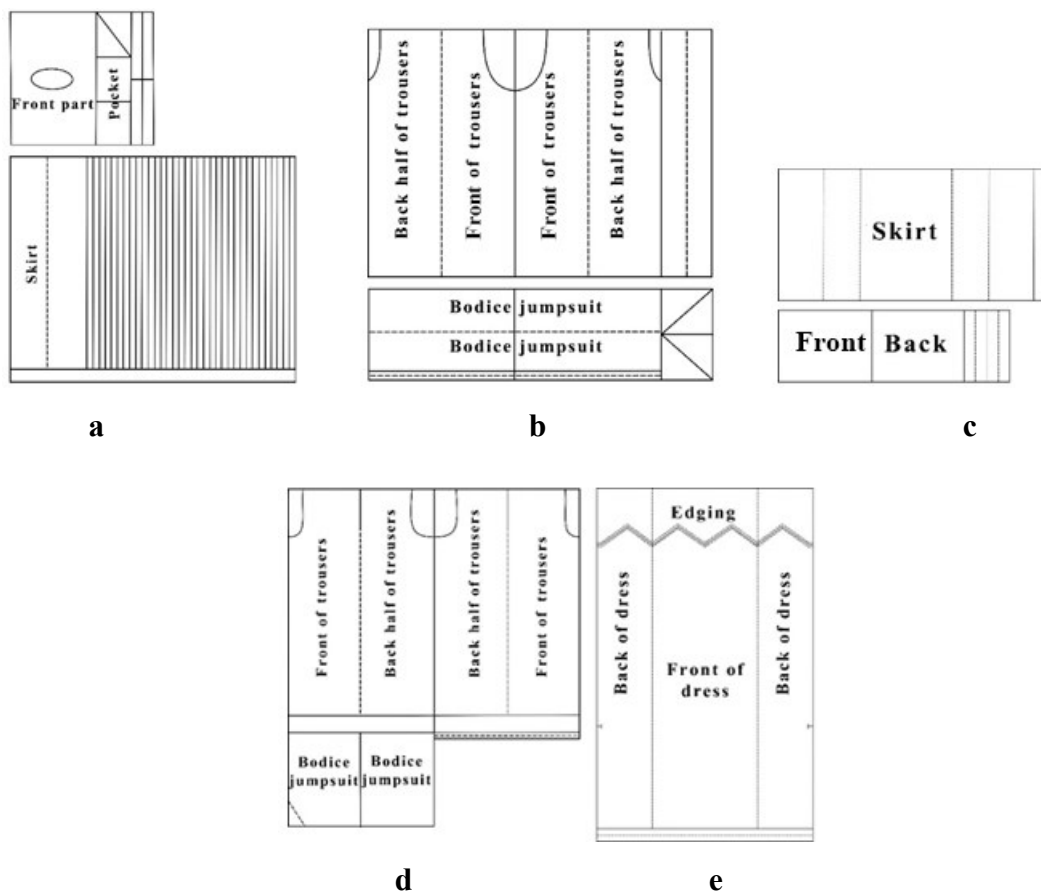 Front part
Pocket
Skirt
a
Back half of trousers
Front of trousers
Front of trousers
Back half of trousers
Bodice jumpsuit
Bodice jumpsuit
b
Skirt
Front Back
c
Front of trousers
Back half of trousers
Back half of trousers
Front of trousers
Bodice
jumpsuit
Bodice
jumpsuit
d
Edging
Back of dress
Front of
dress
Back of dress
e